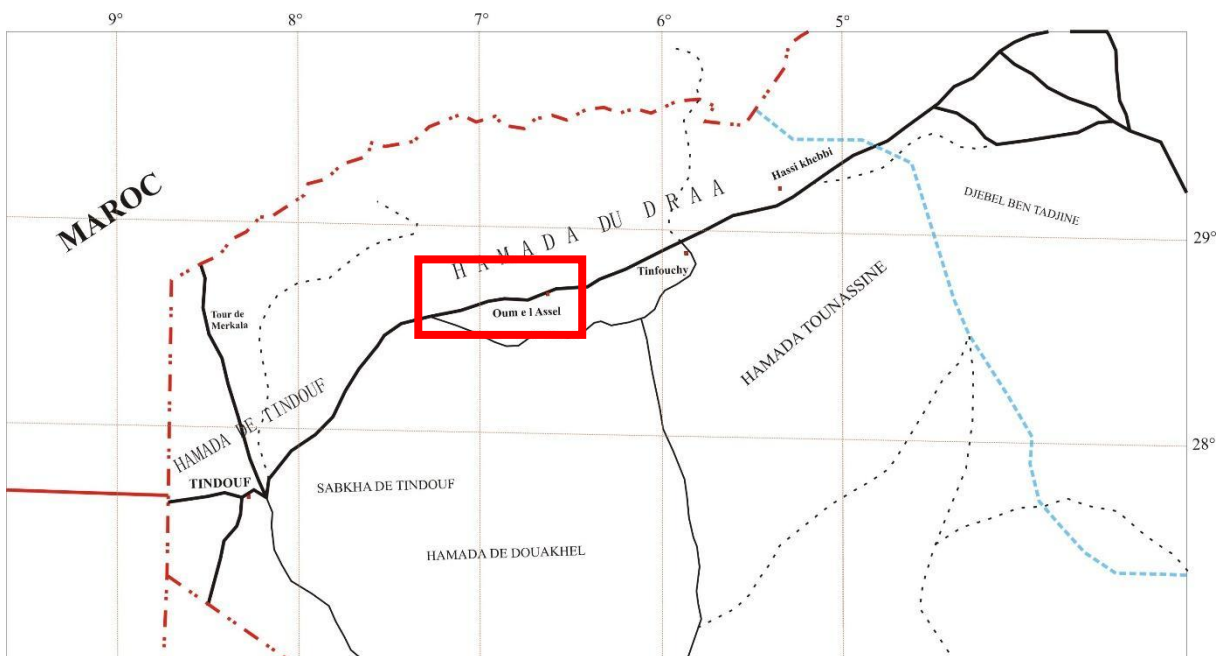 9° 8° 7° 6° 5°
MAROC
Hassi khebbi
HAMADA DU DRAA
DJEBEL BEN TADJINE
29°
Tinfouchy
Tour de
Merkala
Oum e l Assel
HAMADA TOUNASSINE
HAMADA DE TINDOUF
28°
TINDOUF
SABKHA DE TINDOUF
HAMADA DE DOUAKHEL